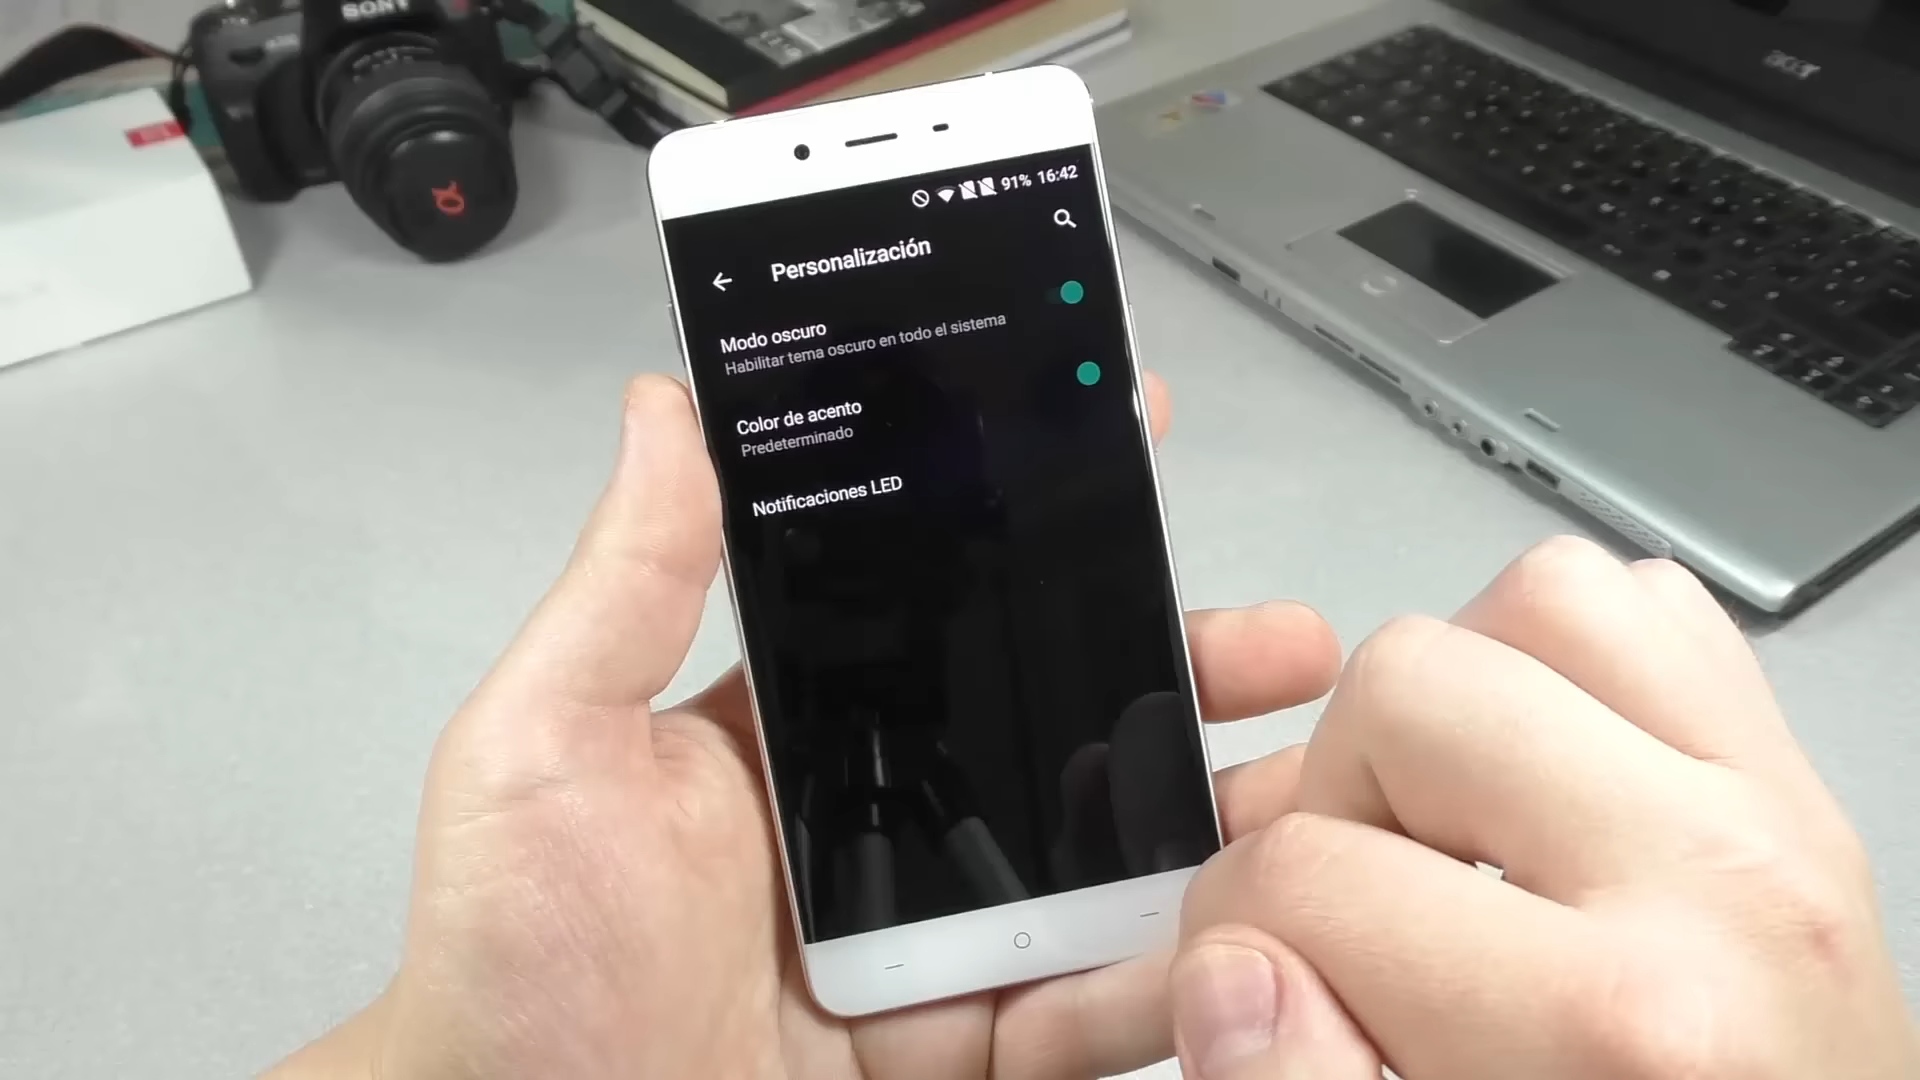 SONY
acer
91% 16:42
Personalización
Modo oscuro
Habilitar tema oscuro en todo el sistema
Color de acento
Predeterminado
Notificaciones LED